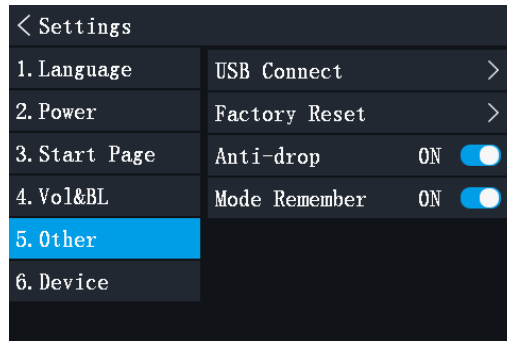 < Settings
1. Language
2. Power
3. Start Page
4. Vol&BL
5. Other
6. Device
USB Connect >
Factory Reset >
Anti-drop ON
Mode Remember ON